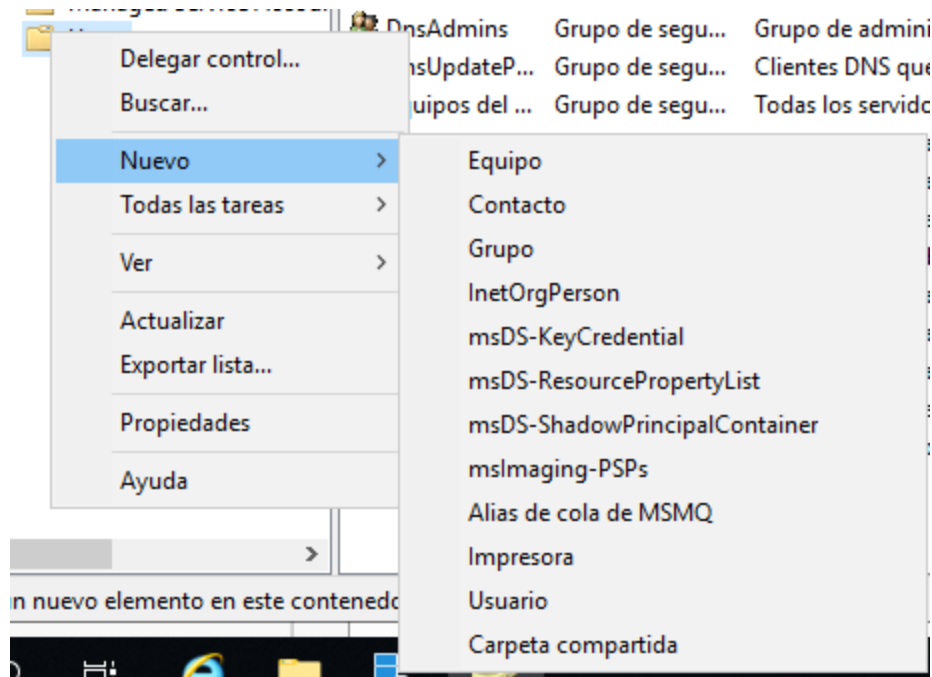 DnsAdmins Grupo de segu... Grupo de admini
nsUpdateP... Grupo de segu... Clientes DNS que
uipos del ... Grupo de segu... Todas los servido
Delegar control...
Buscar...
Nuevo
Todas las tareas
Ver
Actualizar
Exportar lista...
Propiedades
Ayuda
Equipo
Contacto
Grupo
InetOrgPerson
msDS-KeyCredential
msDS-ResourcePropertyList
msDS-ShadowPrincipalContainer
msImaging-PSPs
Alias de cola de MSMQ
Impresora
Usuario
Carpeta compartida
n nuevo elemento en este contenedo